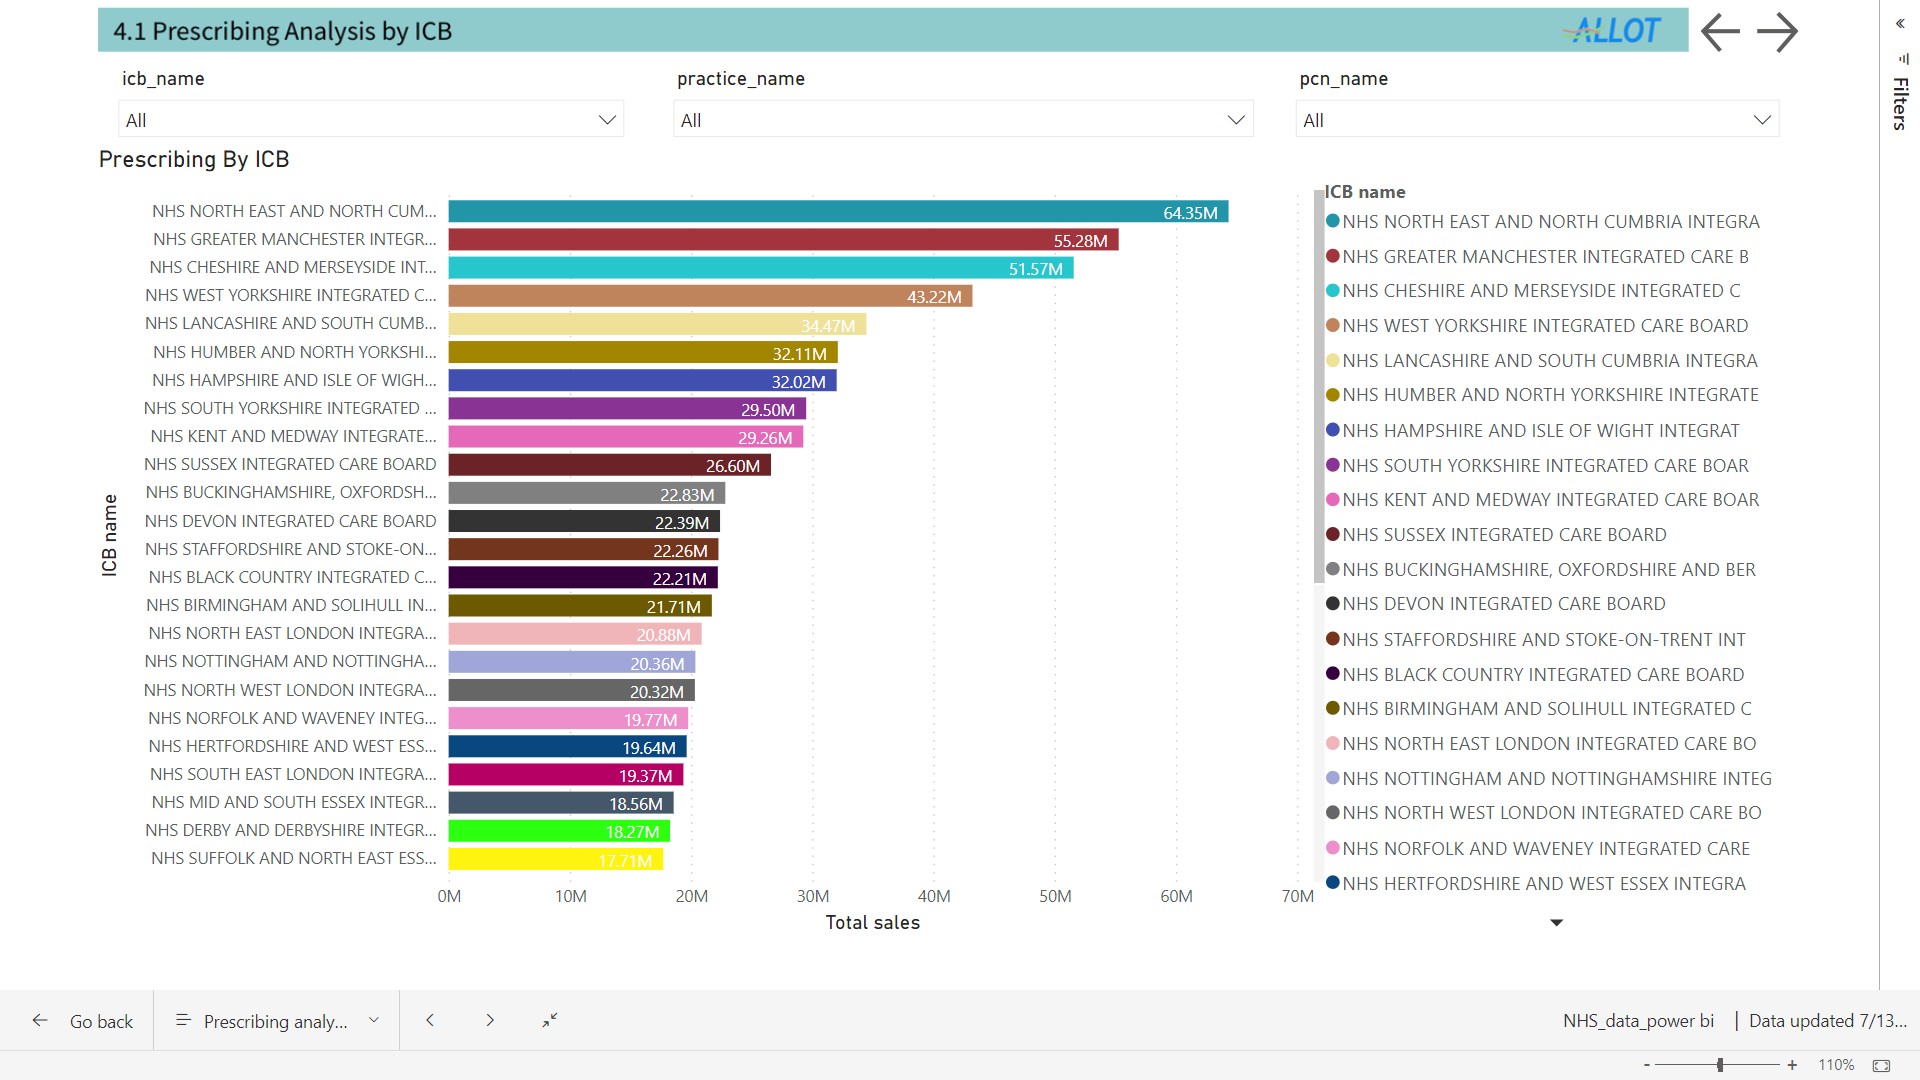 4.1 Prescribing Analysis by ICB
ALLOT
icb_name
practice_name
pcn_name
All
All
All
Filters
Prescribing By ICB
ICB name
NHS NORTH EAST AND NORTH CUM... 64.35M
NHS GREATER MANCHESTER INTEGR... 55.28M
NHS CHESHIRE AND MERSEYSIDE INT... 51.57M
NHS WEST YORKSHIRE INTEGRATED C... 43.22M
NHS LANCASHIRE AND SOUTH CUMB... 34.47M
NHS HUMBER AND NORTH YORKSHI... 32.11M
NHS HAMPSHIRE AND ISLE OF WIGH... 32.02M
NHS SOUTH YORKSHIRE INTEGRATED ... 29.50M
NHS KENT AND MEDWAY INTEGRATE... 29.26M
NHS SUSSEX INTEGRATED CARE BOARD 26.60M
NHS BUCKINGHAMSHIRE, OXFORDSH... 22.83M
NHS DEVON INTEGRATED CARE BOARD 22.39M
NHS STAFFORDSHIRE AND STOKE-ON... 22.26M
NHS BLACK COUNTRY INTEGRATED C... 22.21M
NHS BIRMINGHAM AND SOLIHULL IN... 21.71M
NHS NORTH EAST LONDON INTEGRA... 20.88M
NHS NOTTINGHAM AND NOTTINGHA... 20.36M
NHS NORTH WEST LONDON INTEGRA... 20.32M
NHS NORFOLK AND WAVENEY INTEG... 19.77M
NHS HERTFORDSHIRE AND WEST ESS... 19.64M
NHS SOUTH EAST LONDON INTEGRA... 19.37M
NHS MID AND SOUTH ESSEX INTEGR... 18.56M
NHS DERBY AND DERBYSHIRE INTEGR... 18.27M
NHS SUFFOLK AND NORTH EAST ESS... 17.71M
0M 10M 20M 30M 40M 50M 60M 70M
Total sales
ICB name
NHS NORTH EAST AND NORTH CUMBRIA INTEGRA
NHS GREATER MANCHESTER INTEGRATED CARE B
NHS CHESHIRE AND MERSEYSIDE INTEGRATED C
NHS WEST YORKSHIRE INTEGRATED CARE BOARD
NHS LANCASHIRE AND SOUTH CUMBRIA INTEGRA
NHS HUMBER AND NORTH YORKSHIRE INTEGRATE
NHS HAMPSHIRE AND ISLE OF WIGHT INTEGRAT
NHS SOUTH YORKSHIRE INTEGRATED CARE BOAR
NHS KENT AND MEDWAY INTEGRATED CARE BOAR
NHS SUSSEX INTEGRATED CARE BOARD
NHS BUCKINGHAMSHIRE, OXFORDSHIRE AND BER
NHS DEVON INTEGRATED CARE BOARD
NHS STAFFORDSHIRE AND STOKE-ON-TRENT INT
NHS BLACK COUNTRY INTEGRATED CARE BOARD
NHS BIRMINGHAM AND SOLIHULL INTEGRATED C
NHS NORTH EAST LONDON INTEGRATED CARE BO
NHS NOTTINGHAM AND NOTTINGHAMSHIRE INTEG
NHS NORTH WEST LONDON INTEGRATED CARE BO
NHS NORFOLK AND WAVENEY INTEGRATED CARE
NHS HERTFORDSHIRE AND WEST ESSEX INTEGRA
Go back
Prescribing analy...
NHS_data_power bi | Data updated 7/13...
- + 110%